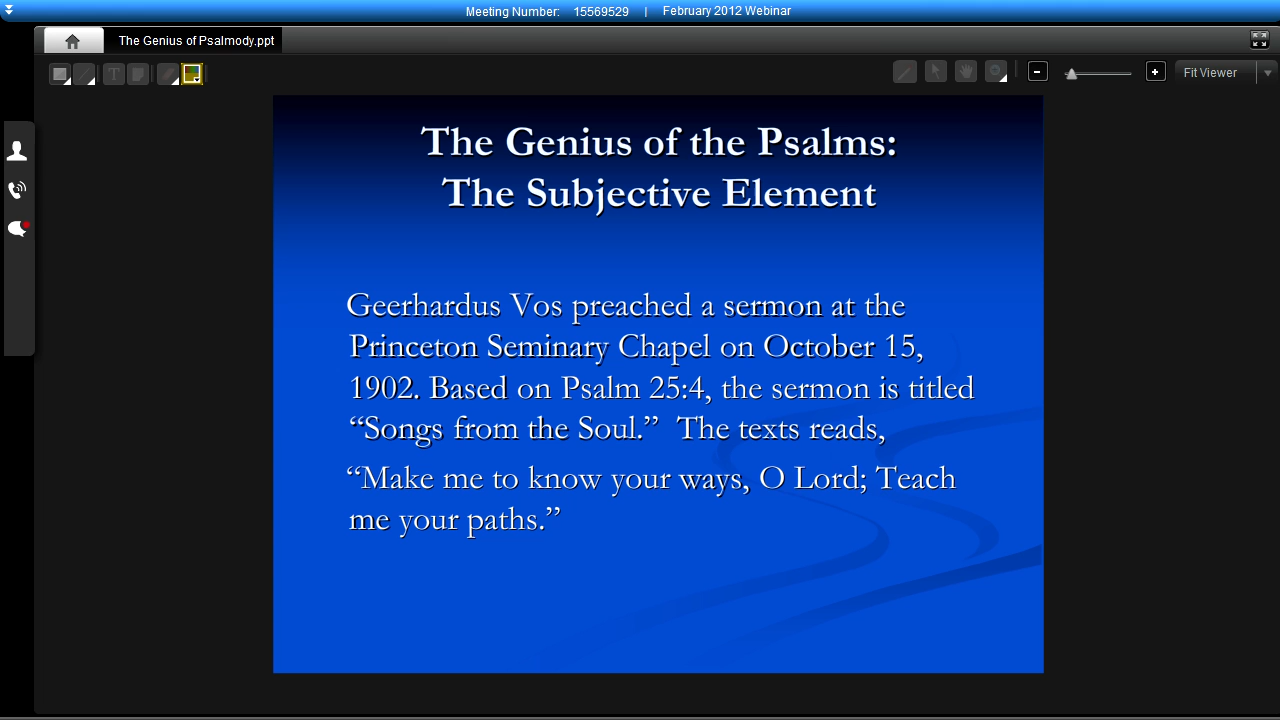 Meeting Number: 15569529 | February 2012 Webinar
The Genius of Psalmody.ppt
T
Fit Viewer
The Genius of the Psalms:
The Subjective Element
Geerhardus Vos preached a sermon at the
Princeton Seminary Chapel on October 15,
1902. Based on Psalm 25:4, the sermon is titled
“Songs from the Soul.” The texts reads,
“Make me to know your ways, O Lord; Teach
me your paths.”